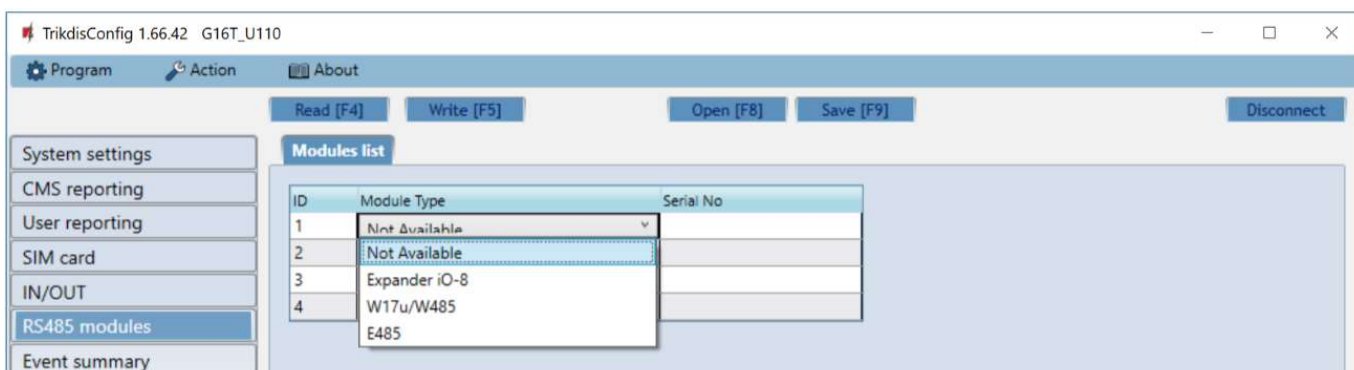 TrikdisConfig 1.66.42 G16T_U110
Program Action About
Read [F4] Write [F5] Open [F8] Save [F9] Disconnect
System settings
CMS reporting
User reporting
SIM card
IN/OUT
RS485 modules
Event summary
Modules list
ID Module Type Serial No
1 Not Available
2 Not Available
3 Expander iO-8
4 W17u/W485
E485